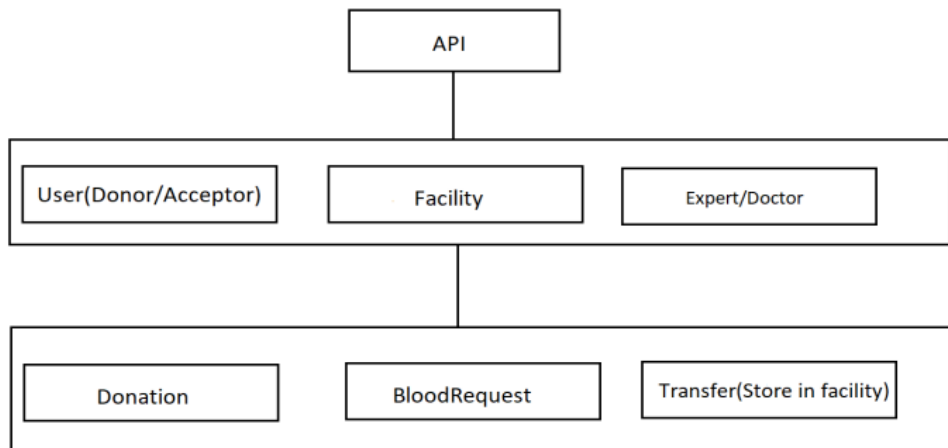 API
User(Donor/Acceptor)
Facility
Expert/Doctor
Donation
BloodRequest
Transfer(Store in facility)